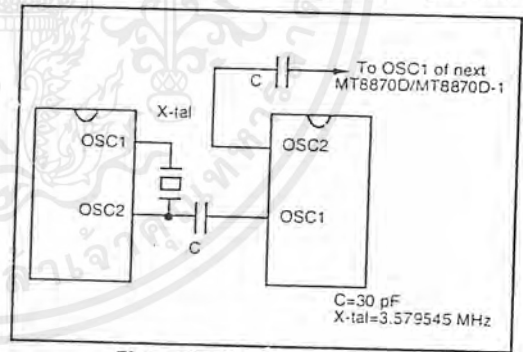 To OSC1 of next
MT8870D/MT8870D-1
C
X-tal
OSC1
OSC2
OSC2
OSC1
C
C=30 pF
X-tal=3.579545 MHz